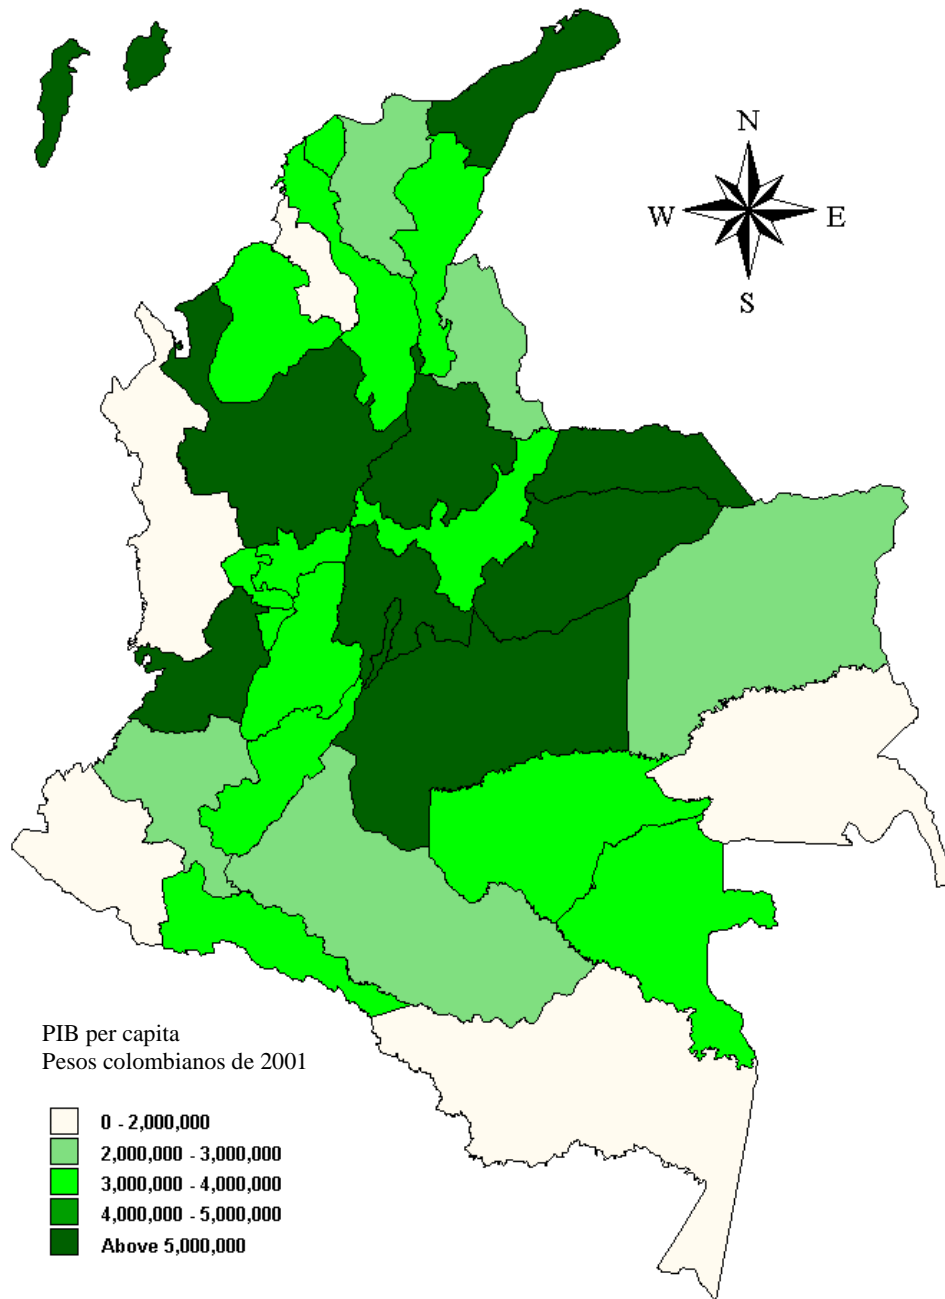 N
W E
S
PIB per capita
Pesos colombianos de 2001
0 - 2,000,000
2,000,000 - 3,000,000
3,000,000 - 4,000,000
4,000,000 - 5,000,000
Above 5,000,000